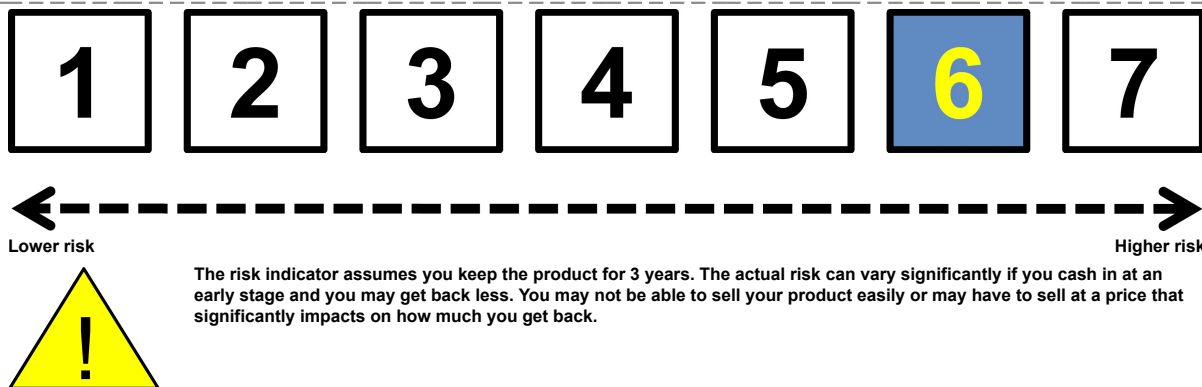 1 2 3 4 5 6 7
Lower risk Higher risk
The risk indicator assumes you keep the product for 3 years. The actual risk can vary significantly if you cash in at an
early stage and you may get back less. You may not be able to sell your product easily or may have to sell at a price that
significantly impacts on how much you get back.
!